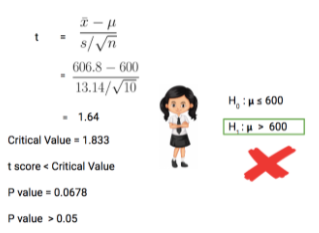 t = x̄ − μ / s/√n
= 606.8 − 600 / 13.14/√10
= 1.64
Critical Value = 1.833
t score < Critical Value
P value = 0.0678
P value > 0.05
H₀ : μ ≤ 600
H₁ : μ > 600